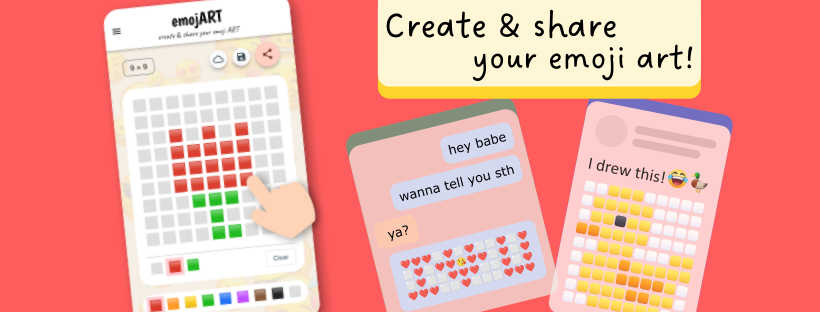 emojART
create & share your emoji ART
9 × 9
Clear
Create & share
your emoji art!
hey babe
wanna tell you sth
ya?
I drew this!😂🦆